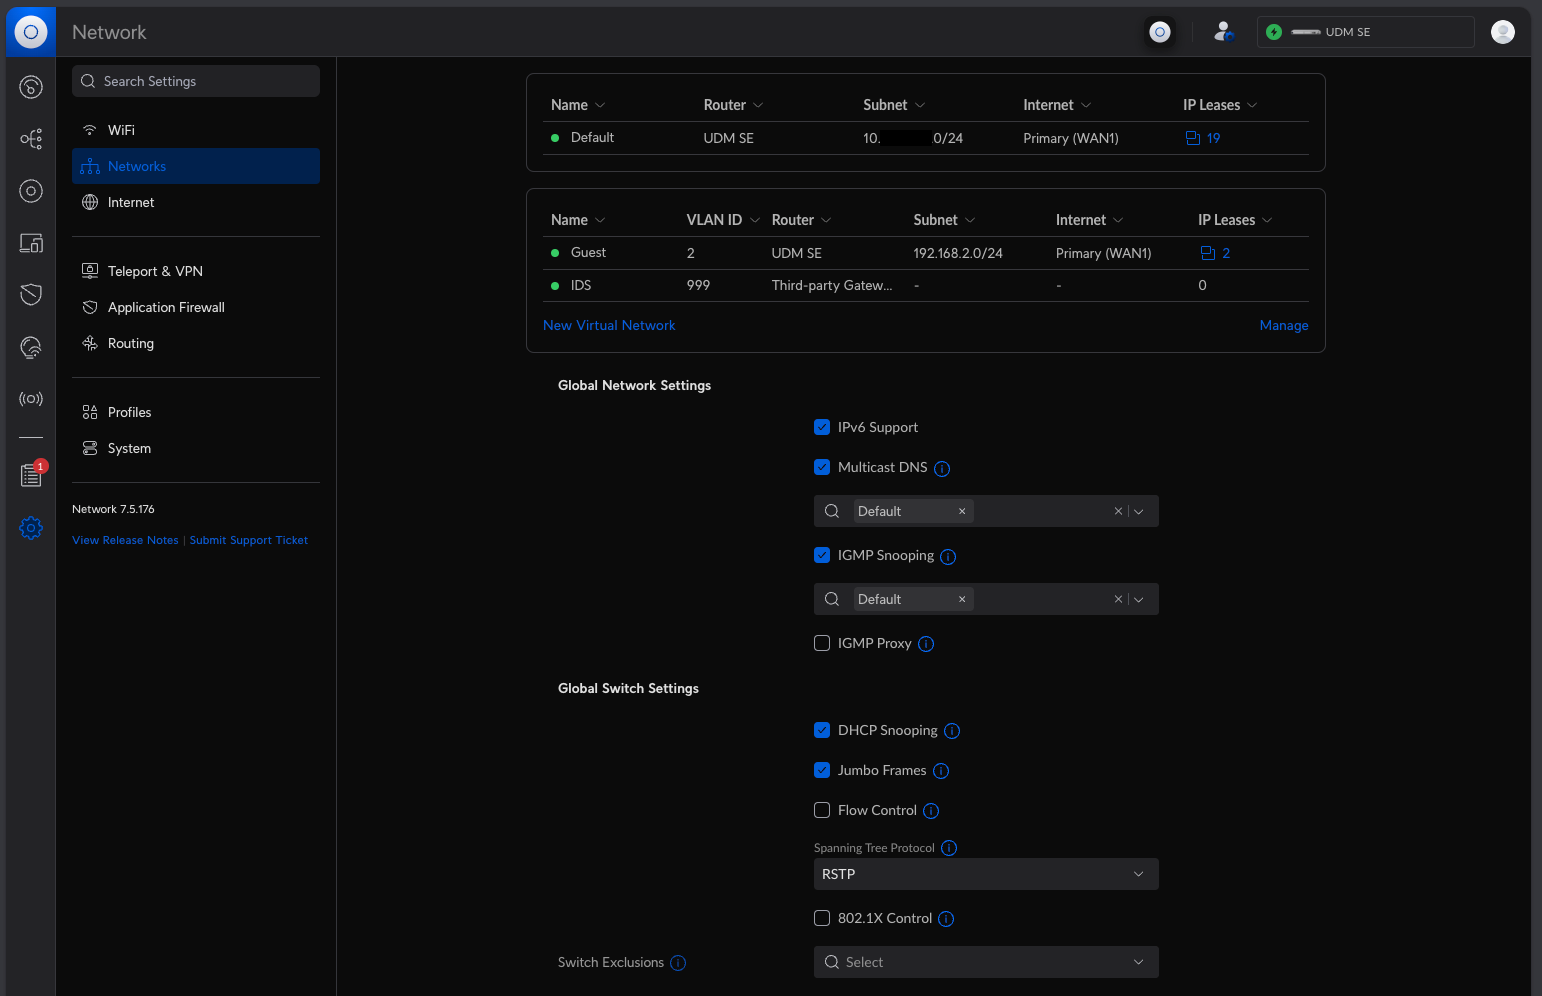 Network
UDM SE
Search Settings
WiFi
Networks
Internet
Teleport & VPN
Application Firewall
Routing
Profiles
System
1
Network 7.5.176
View Release Notes | Submit Support Ticket
Name Router Subnet Internet IP Leases
Default UDM SE 10. .0/24 Primary (WAN1) 19
Name VLAN ID Router Subnet Internet IP Leases
Guest 2 UDM SE 192.168.2.0/24 Primary (WAN1) 2
IDS 999 Third-party Gatew... - - 0
New Virtual Network Manage
Global Network Settings
IPv6 Support
Multicast DNS
Default
IGMP Snooping
Default
IGMP Proxy
Global Switch Settings
DHCP Snooping
Jumbo Frames
Flow Control
Spanning Tree Protocol
RSTP
802.1X Control
Switch Exclusions Select